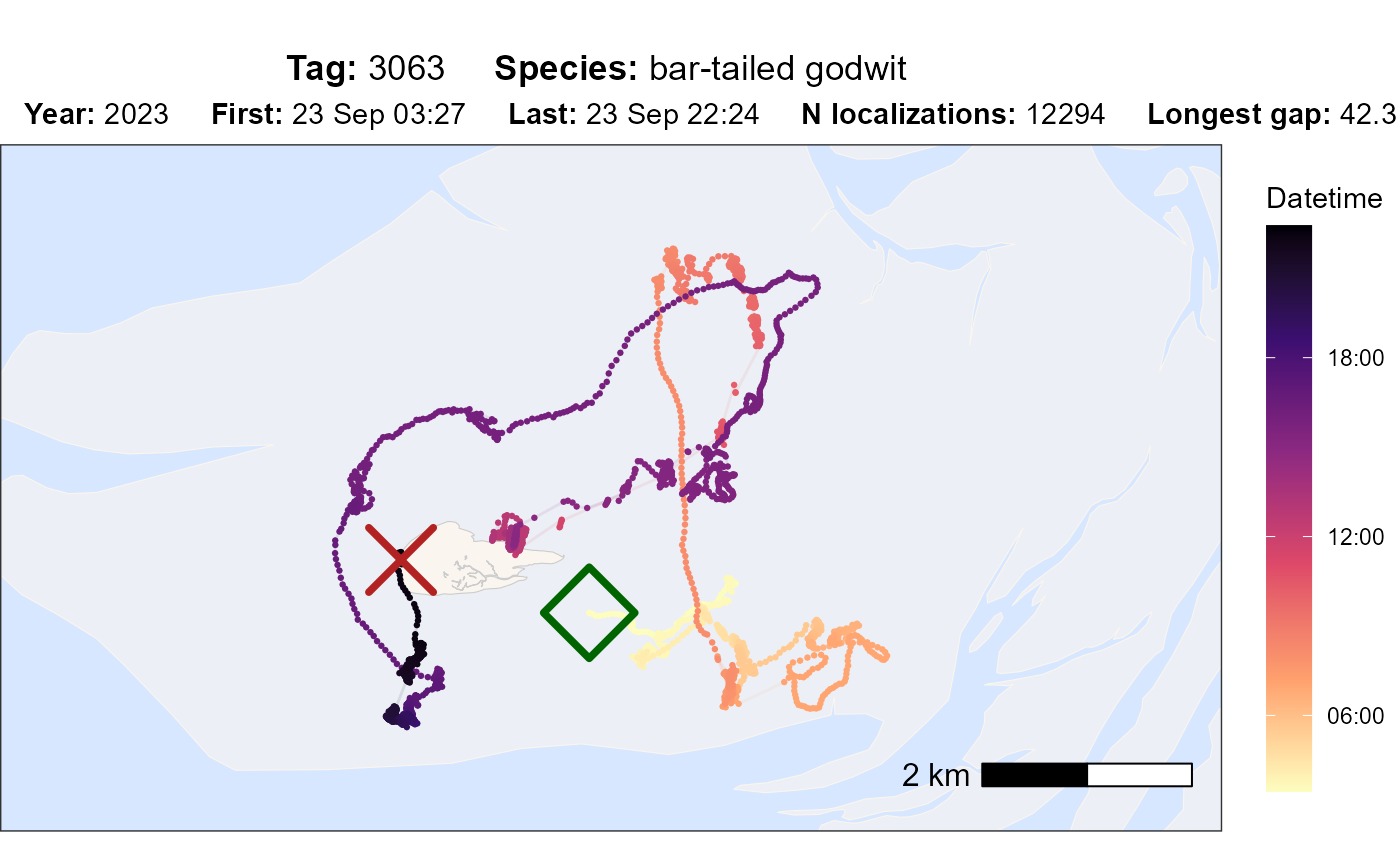 Tag: 3063 Species: bar-tailed godwit
Year: 2023 First: 23 Sep 03:27 Last: 23 Sep 22:24 N localizations: 12294 Longest gap: 42.3
Datetime
18:00
12:00
06:00
2 km